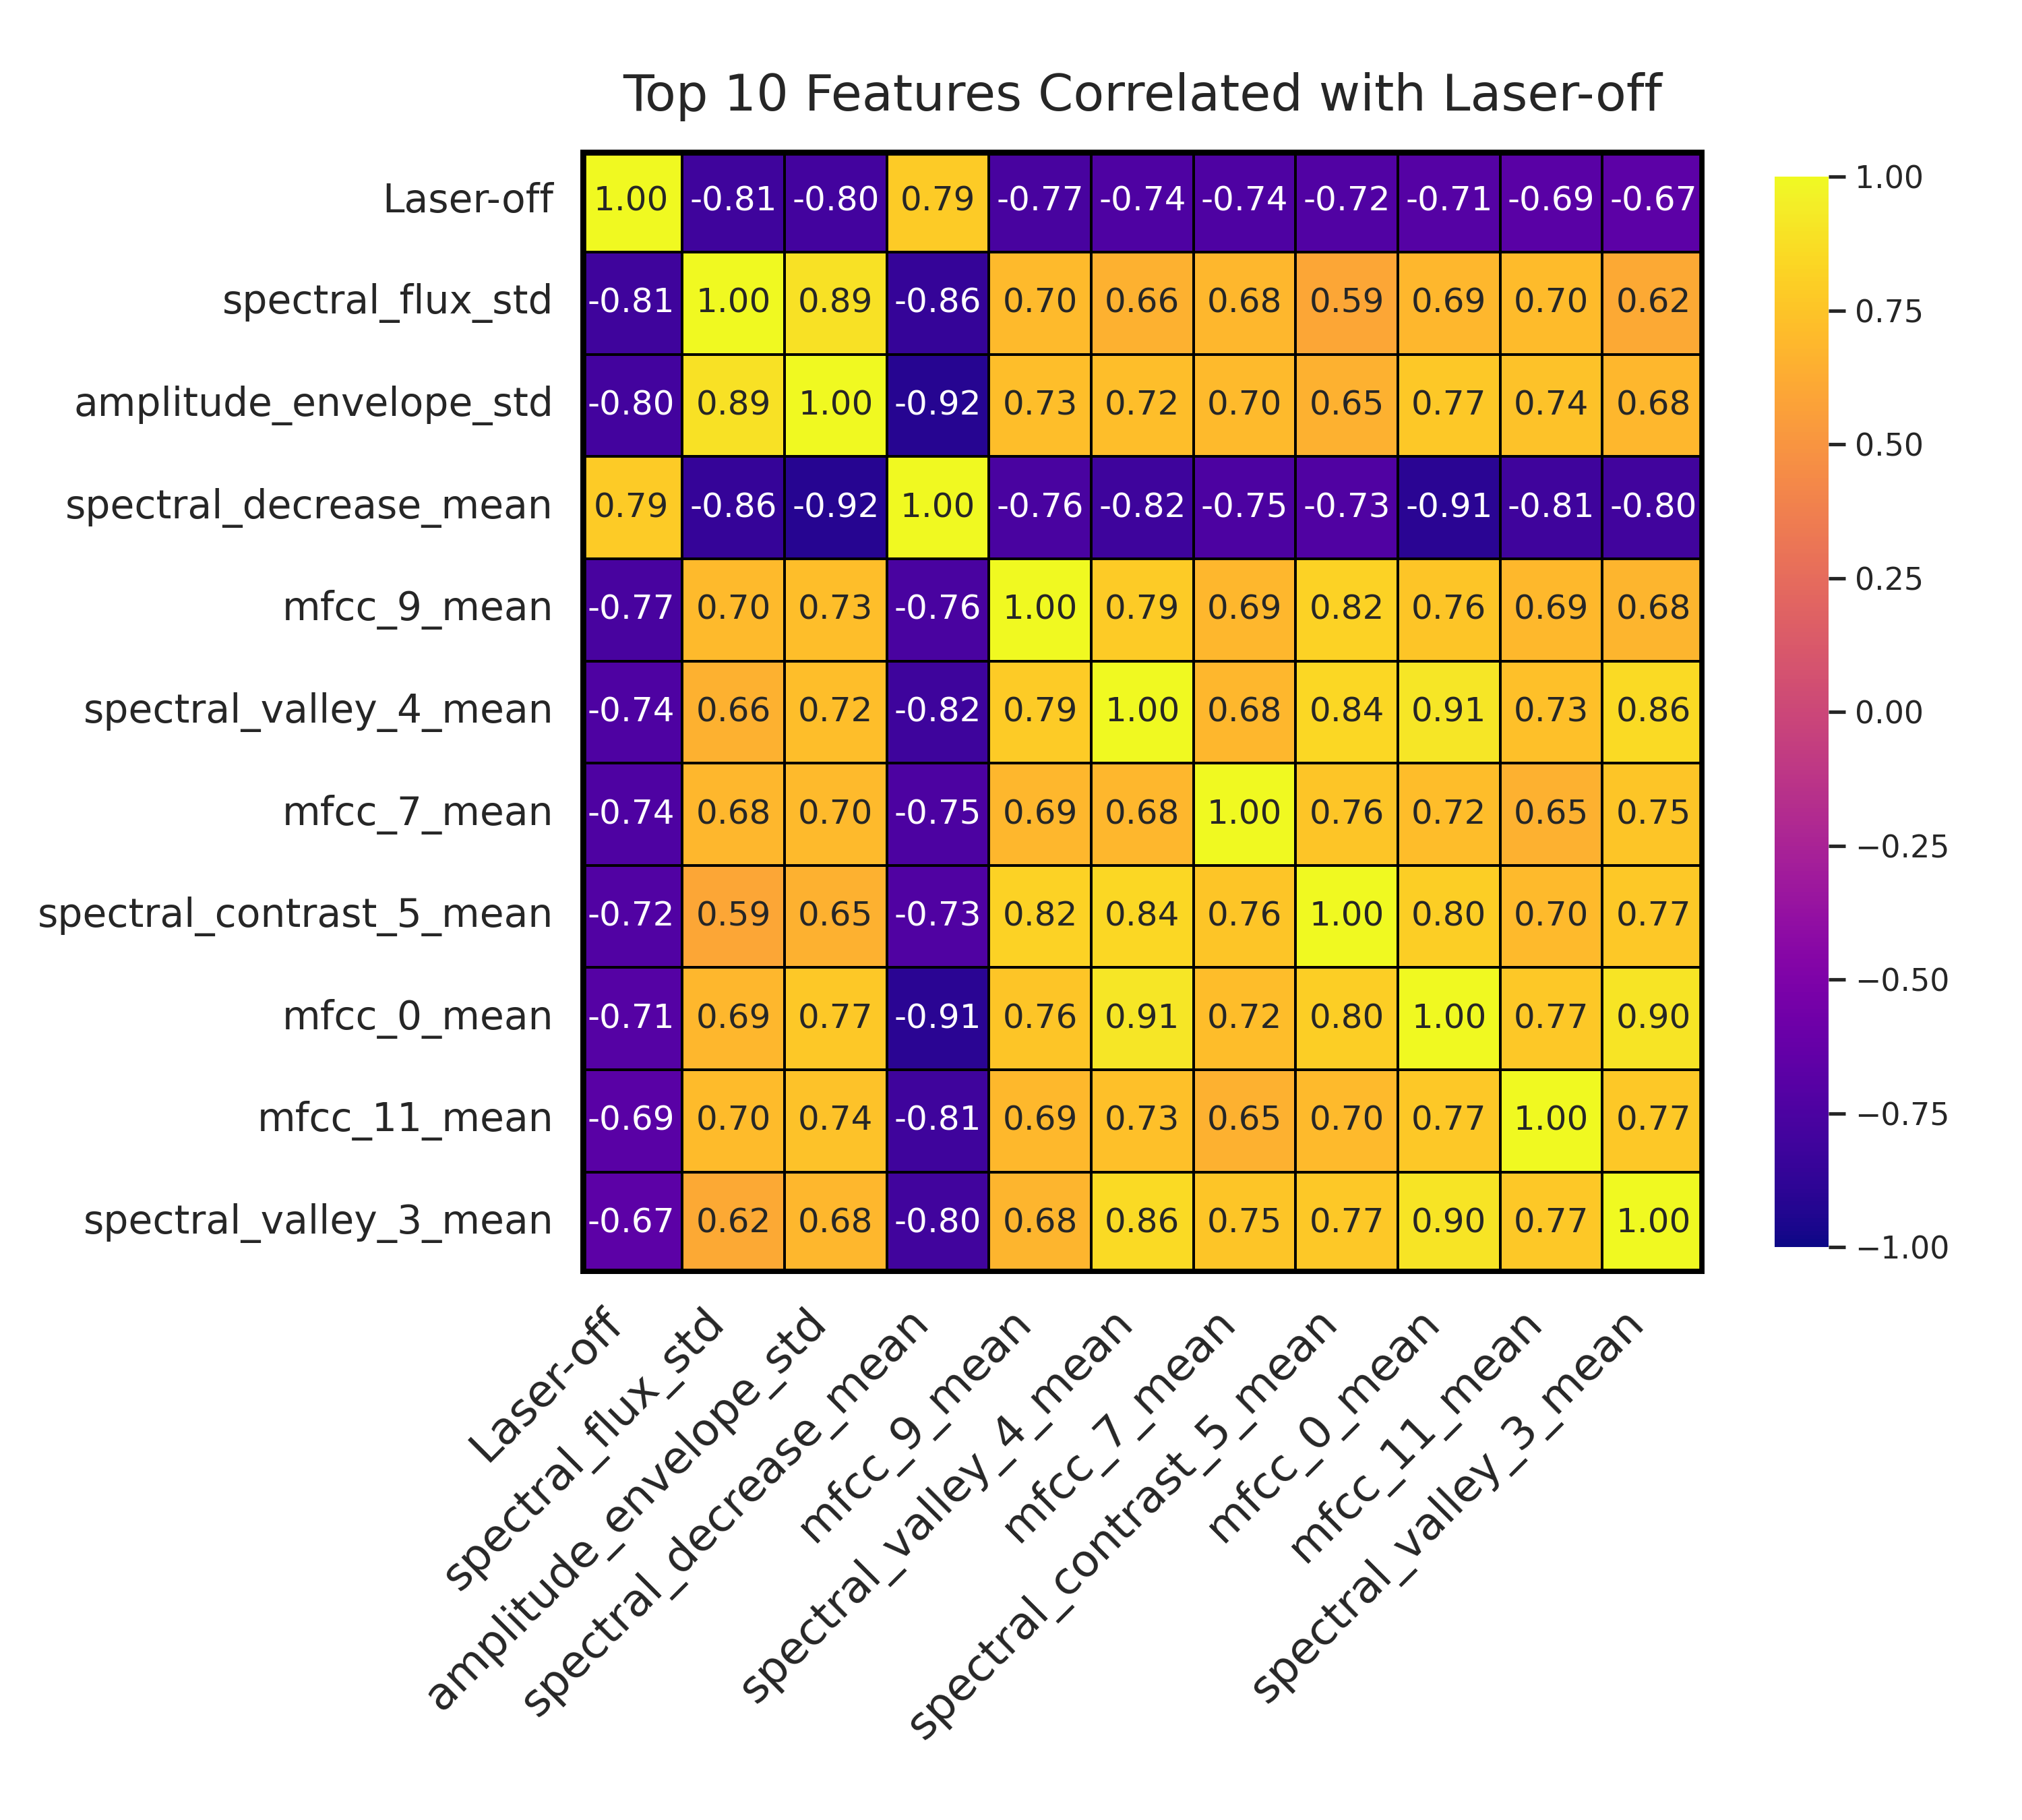 Top 10 Features Correlated with Laser-off
Laser-off 1.00 -0.81 -0.80 0.79 -0.77 -0.74 -0.74 -0.72 -0.71 -0.69 -0.67
spectral_flux_std -0.81 1.00 0.89 -0.86 0.70 0.66 0.68 0.59 0.69 0.70 0.62
amplitude_envelope_std -0.80 0.89 1.00 -0.92 0.73 0.72 0.70 0.65 0.77 0.74 0.68
spectral_decrease_mean 0.79 -0.86 -0.92 1.00 -0.76 -0.82 -0.75 -0.73 -0.91 -0.81 -0.80
mfcc_9_mean -0.77 0.70 0.73 -0.76 1.00 0.79 0.69 0.82 0.76 0.69 0.68
spectral_valley_4_mean -0.74 0.66 0.72 -0.82 0.79 1.00 0.68 0.84 0.91 0.73 0.86
mfcc_7_mean -0.74 0.68 0.70 -0.75 0.69 0.68 1.00 0.76 0.72 0.65 0.75
spectral_contrast_5_mean -0.72 0.59 0.65 -0.73 0.82 0.84 0.76 1.00 0.80 0.70 0.77
mfcc_0_mean -0.71 0.69 0.77 -0.91 0.76 0.91 0.72 0.80 1.00 0.77 0.90
mfcc_11_mean -0.69 0.70 0.74 -0.81 0.69 0.73 0.65 0.70 0.77 1.00 0.77
spectral_valley_3_mean -0.67 0.62 0.68 -0.80 0.68 0.86 0.75 0.77 0.90 0.77 1.00
Laser-off
spectral_flux_std
amplitude_envelope_std
spectral_decrease_mean
mfcc_9_mean
spectral_valley_4_mean
mfcc_7_mean
spectral_contrast_5_mean
mfcc_0_mean
mfcc_11_mean
spectral_valley_3_mean
1.00
0.75
0.50
0.25
0.00
−0.25
−0.50
−0.75
−1.00